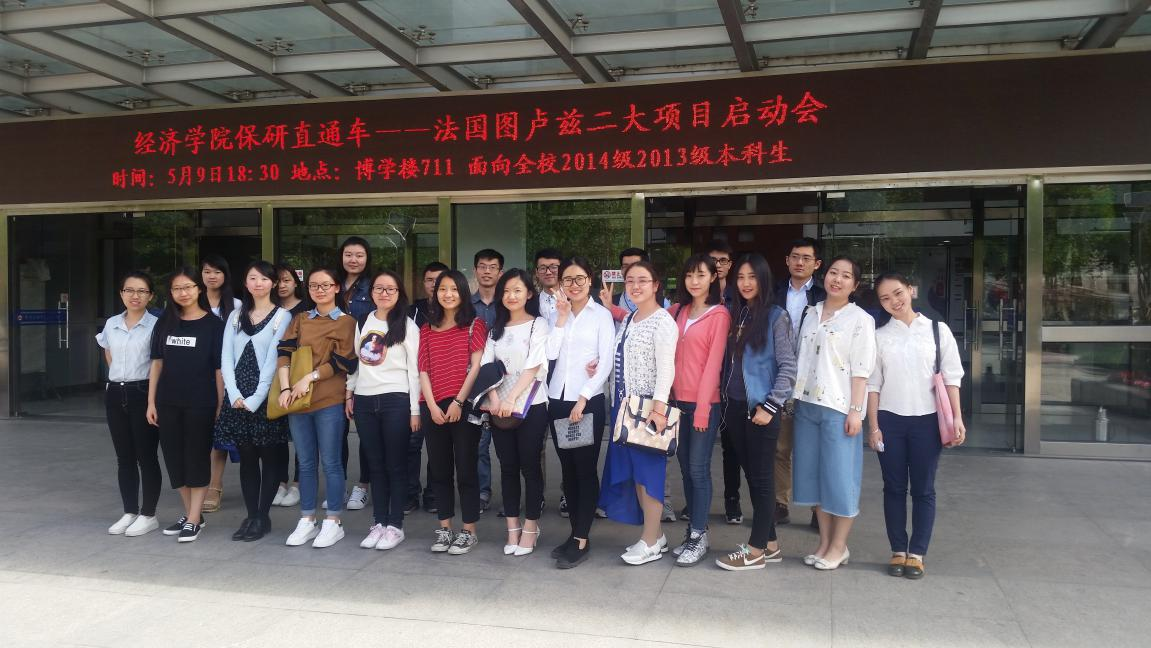 经济学院保研直通车——法国图卢兹二大项目启动会
时间：5月9日18:30 地点：博学楼711 面向全校2014级2013级本科生
white